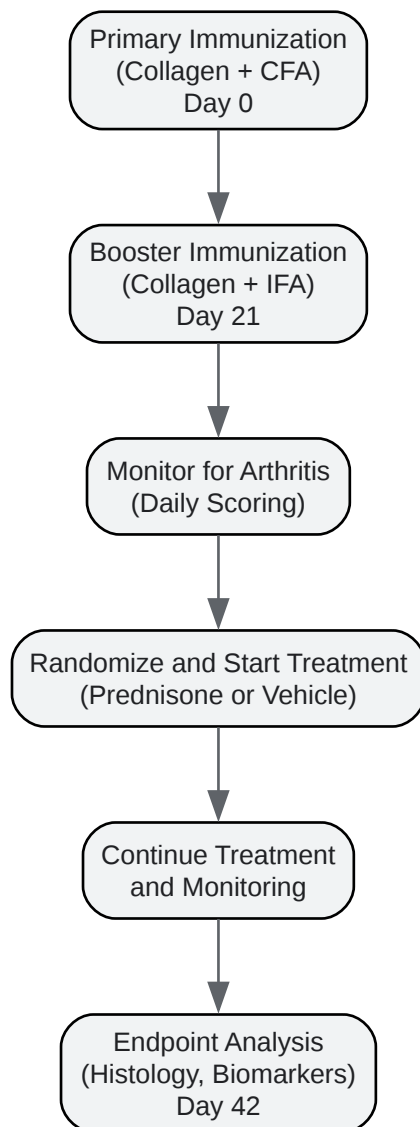 Primary Immunization
(Collagen + CFA)
Day 0
Booster Immunization
(Collagen + IFA)
Day 21
Monitor for Arthritis
(Daily Scoring)
Randomize and Start Treatment
(Prednisone or Vehicle)
Continue Treatment
and Monitoring
Endpoint Analysis
(Histology, Biomarkers)
Day 42